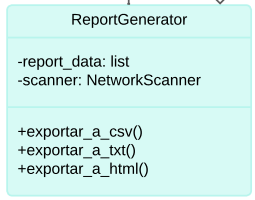 ReportGenerator
-report_data: list
-scanner: NetworkScanner
+exportar_a_csv()
+exportar_a_txt()
+exportar_a_html()